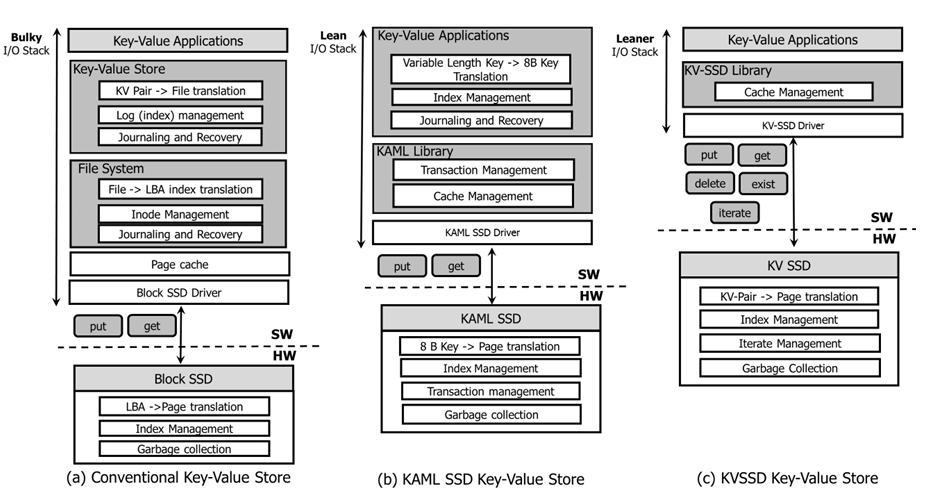 Bulky
I/O Stack
Key-Value Applications
Key-Value Store
KV Pair -> File translation
Log (index) management
Journaling and Recovery
File System
File -> LBA index translation
Inode Management
Journaling and Recovery
Page cache
Block SSD Driver
put
get
SW
HW
Block SSD
LBA ->Page translation
Index Management
Garbage collection
(a) Conventional Key-Value Store
Lean
I/O Stack
Key-Value Applications
Variable Length Key -> 8B Key
Translation
Index Management
Journaling and Recovery
KAML Library
Transaction Management
Cache Management
KAML SSD Driver
put
get
SW
HW
KAML SSD
8 B Key -> Page translation
Index Management
Transaction management
Garbage collection
(b) KAML SSD Key-Value Store
Leaner
I/O Stack
Key-Value Applications
KV-SSD Library
Cache Management
KV-SSD Driver
put
get
delete
exist
iterate
SW
HW
KV SSD
KV-Pair -> Page translation
Index Management
Iterate Management
Garbage Collection
(c) KVSSD Key-Value Store